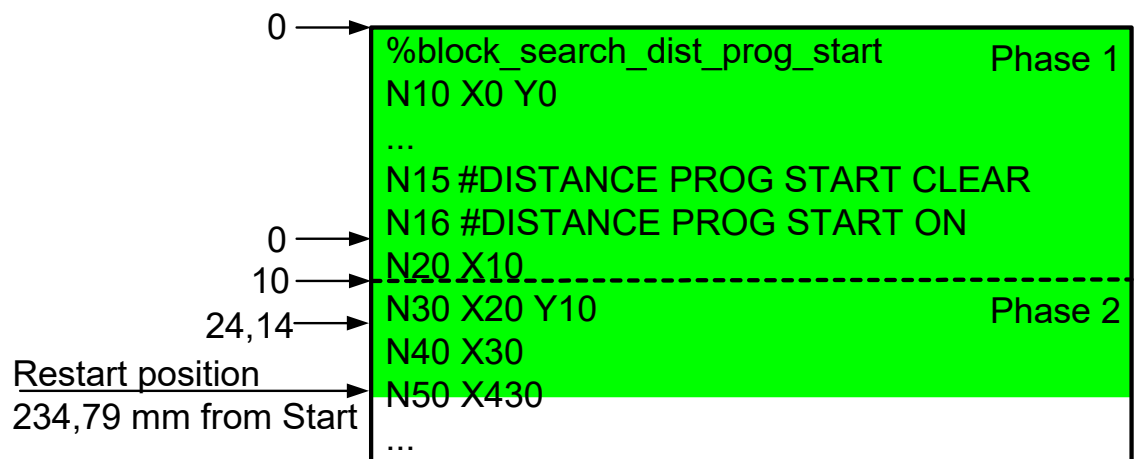 0
%block_search_dist_prog_start Phase 1
N10 X0 Y0
...
N15 #DISTANCE PROG START CLEAR
N16 #DISTANCE PROG START ON
0
N20 X10
10
N30 X20 Y10 Phase 2
24,14
N40 X30
Restart position
N50 X430
234,79 mm from Start
...